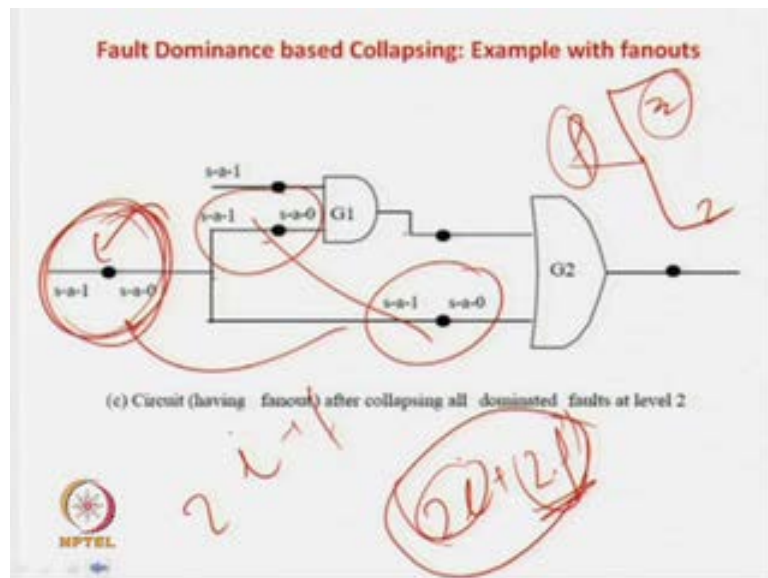 Fault Dominance based Collapsing: Example with fanouts
s-a-1
s-a-1 s-a-0 G1
G2
s-a-1 s-a-0
s-a-1 s-a-0
(c) Circuit (having fanout) after collapsing all dominated faults at level 2
NPTEL